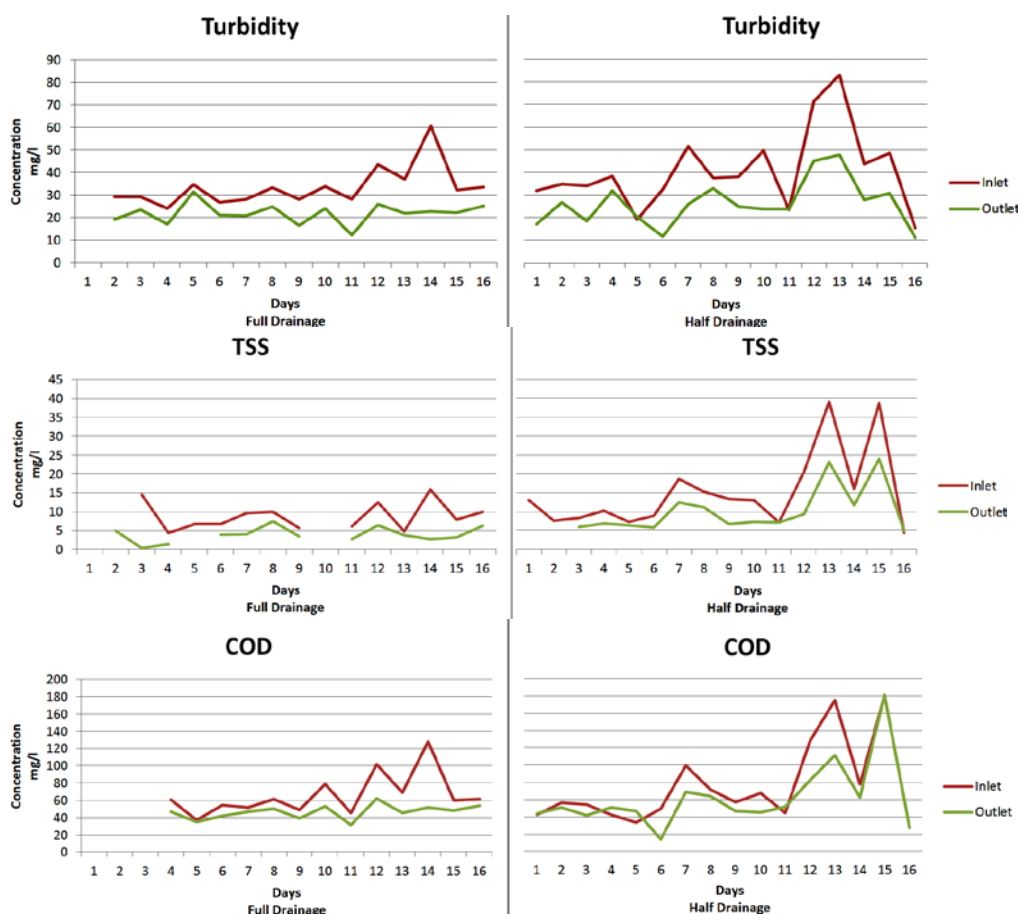 Turbidity
90
80
70
60
50
40
30
20
10
0
Concentration
mg/l
1 2 3 4 5 6 7 8 9 10 11 12 13 14 15 16
Days
Full Drainage
Turbidity
1 2 3 4 5 6 7 8 9 10 11 12 13 14 15 16
Days
Half Drainage
Inlet
Outlet
TSS
45
40
35
30
25
20
15
10
5
0
Concentration
mg/l
1 2 3 4 5 6 7 8 9 10 11 12 13 14 15 16
Days
Full Drainage
TSS
1 2 3 4 5 6 7 8 9 10 11 12 13 14 15 16
Days
Half Drainage
Inlet
Outlet
COD
200
180
160
140
120
100
80
60
40
20
0
Concentration
mg/l
1 2 3 4 5 6 7 8 9 10 11 12 13 14 15 16
Days
Full Drainage
COD
1 2 3 4 5 6 7 8 9 10 11 12 13 14 15 16
Days
Half Drainage
Inlet
Outlet